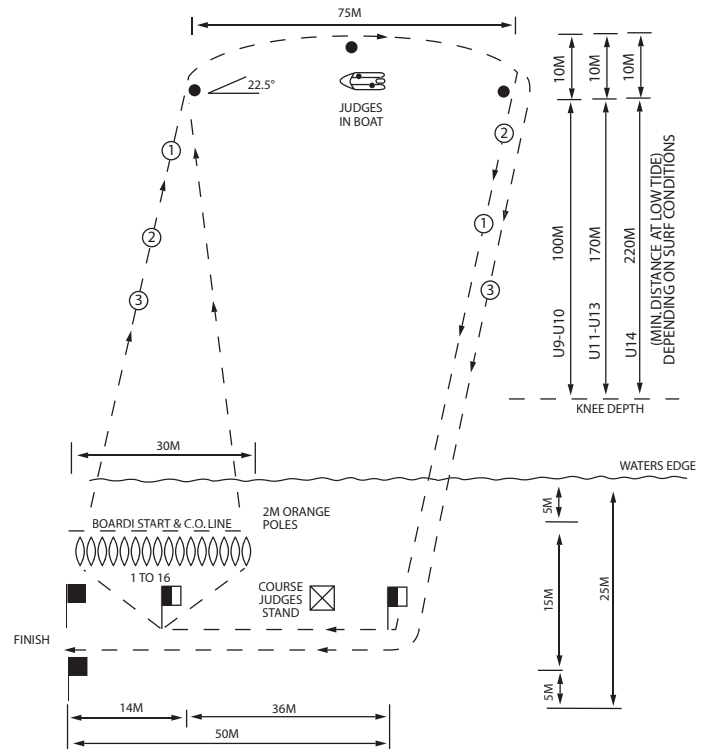 75M
10M
10M
10M
22.5°
JUDGES
IN BOAT
1
2
2
1
3
3
100M
170M
220M
U9-U10
U11-U13
U14
(MIN. DISTANCE AT LOW TIDE)
DEPENDING ON SURF CONDITIONS
KNEE DEPTH
30M
WATERS EDGE
2M ORANGE
POLES
BOARDI START & C.O. LINE
1 TO 16
COURSE
JUDGES
STAND
5M
15M
25M
5M
FINISH
14M
36M
50M